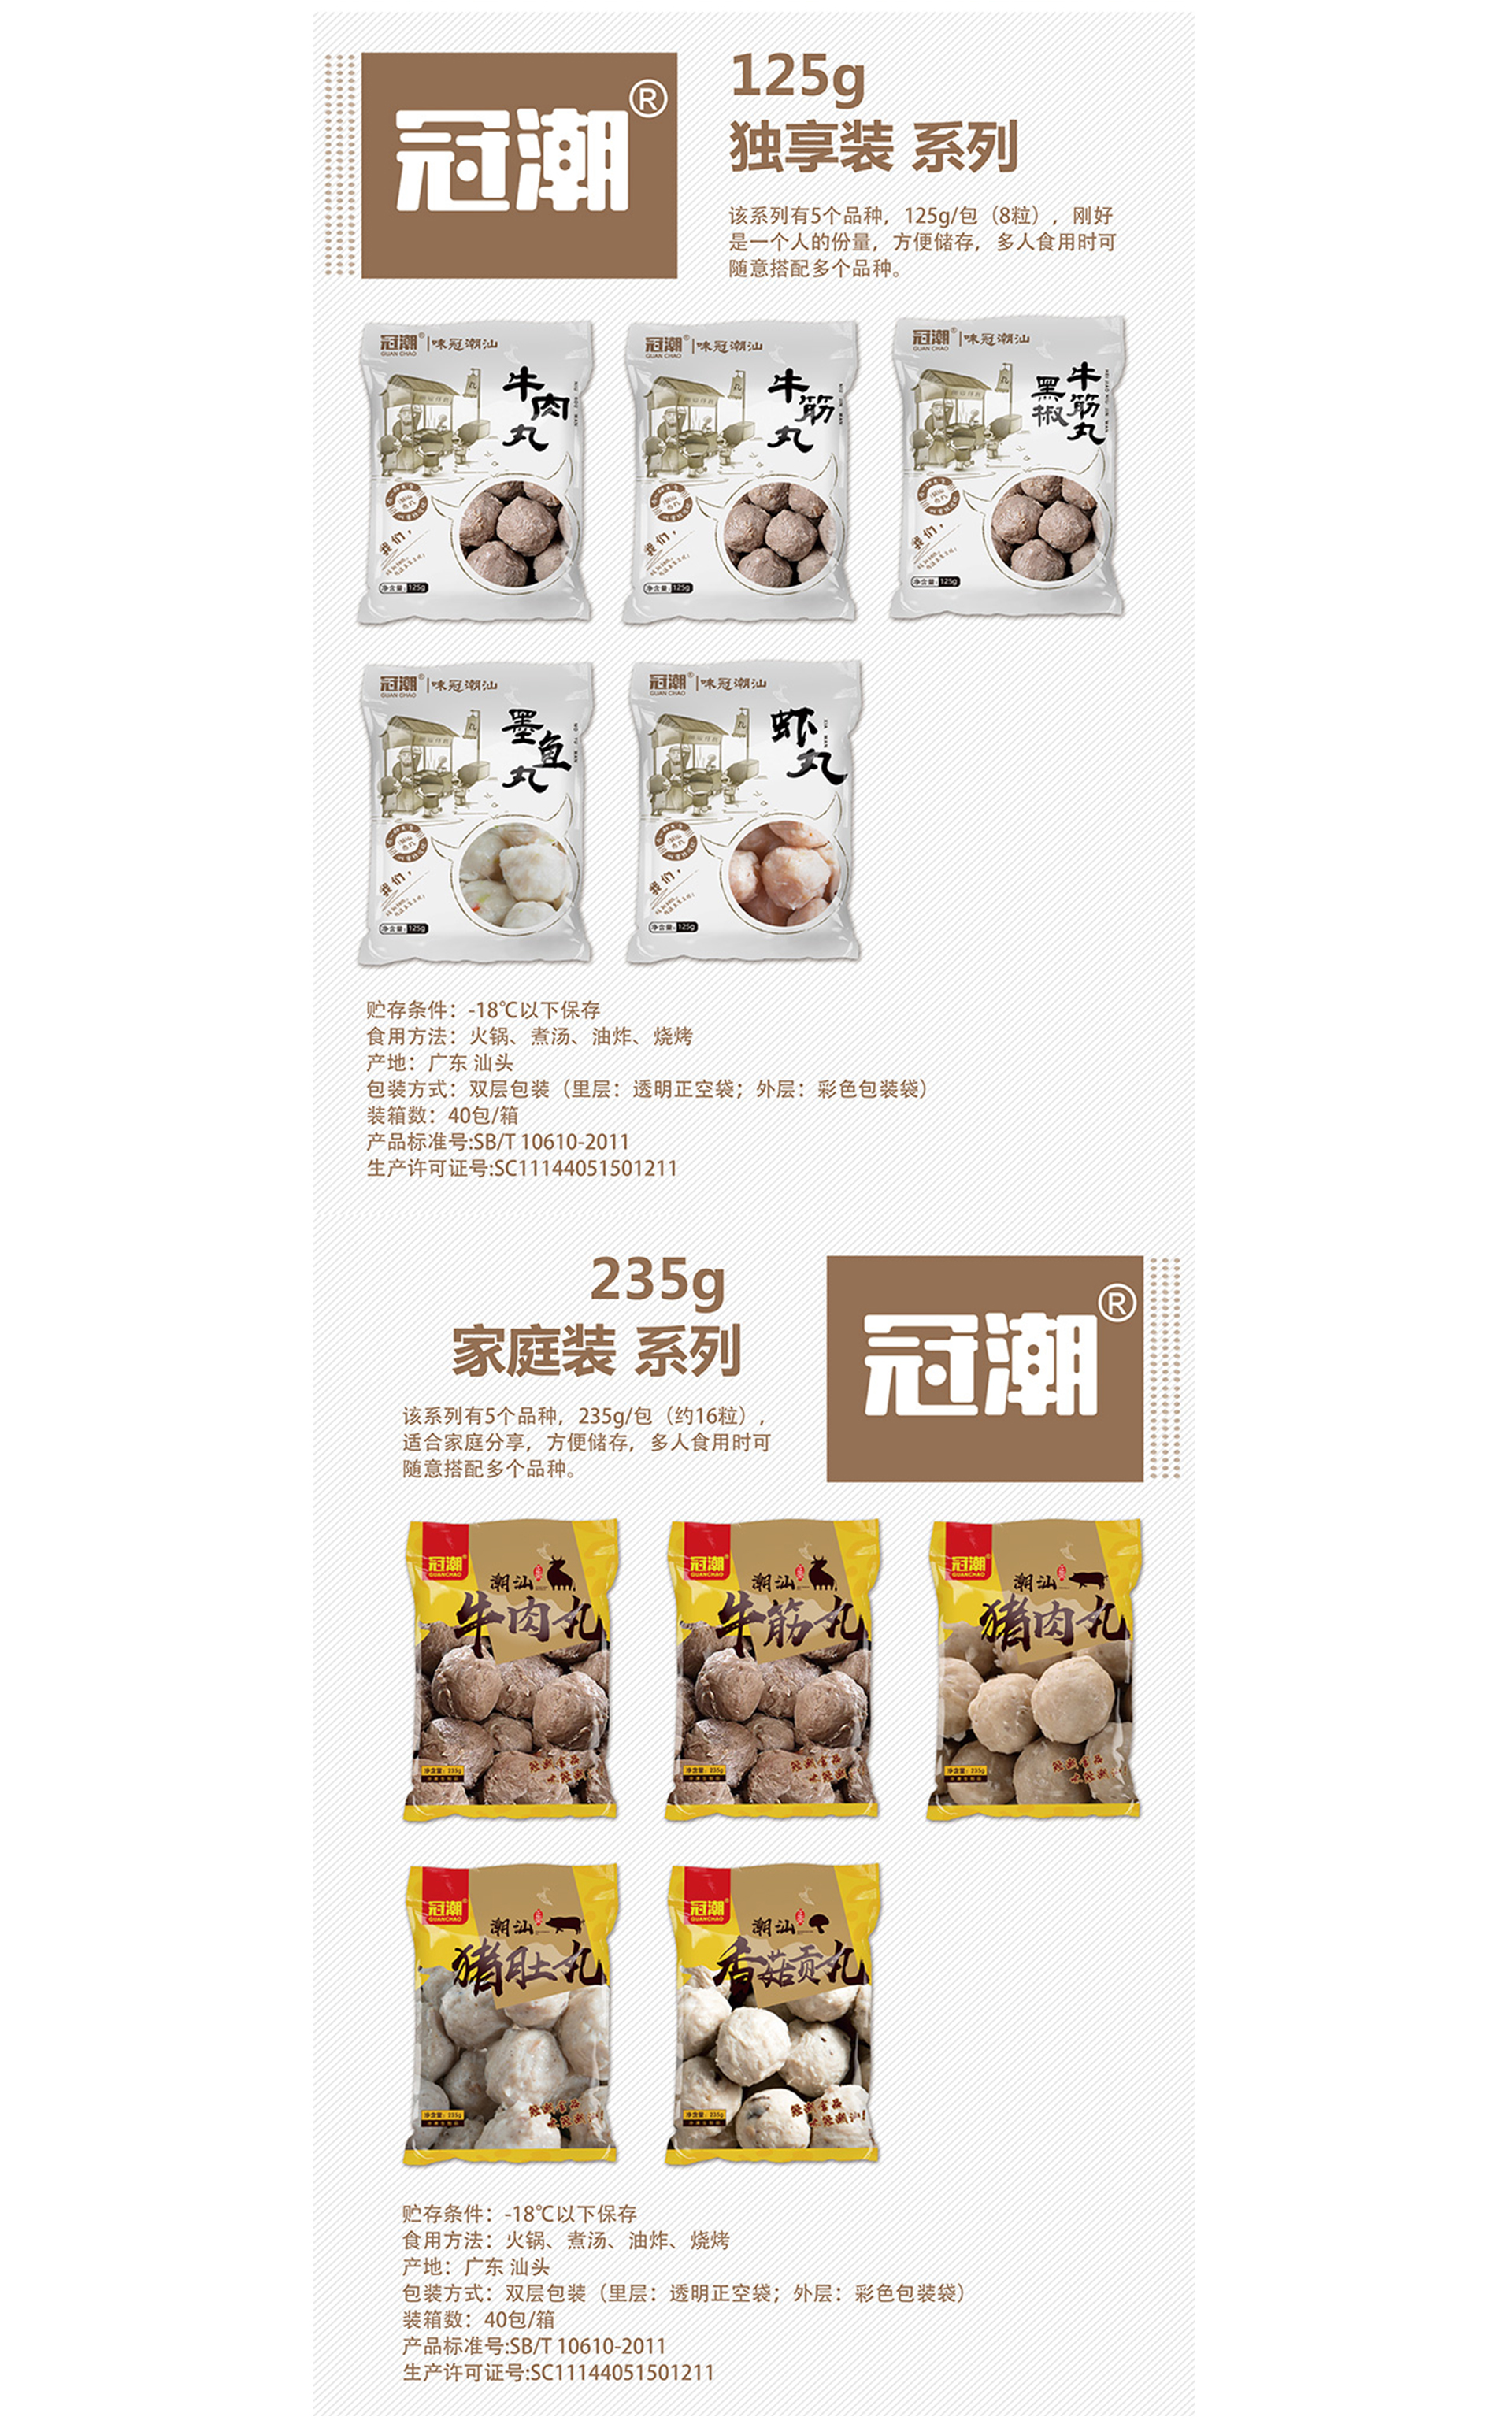 冠潮®
125g
独享装 系列
该系列有5个品种，125g/包（8粒），刚好
是一个人的份量，方便储存，多人食用时可
随意搭配多个品种。
冠潮® 味冠潮汕
GUAN CHAO
牛肉丸
我们，
净含量：125g
冠潮® 味冠潮汕
GUAN CHAO
牛筋丸
我们，
净含量：125g
冠潮® 味冠潮汕
GUAN CHAO
黑椒牛筋丸
我们，
净含量：125g
冠潮® 味冠潮汕
GUAN CHAO
墨鱼丸
我们，
净含量：125g
冠潮® 味冠潮汕
GUAN CHAO
虾丸
我们，
净含量：125g
贮存条件：-18℃以下保存
食用方法：火锅、煮汤、油炸、烧烤
产地：广东 汕头
包装方式：双层包装（里层：透明正空袋；外层：彩色包装袋）
装箱数：40包/箱
产品标准号:SB/T 10610-2011
生产许可证号:SC11144051501211
235g
家庭装 系列
冠潮®
该系列有5个品种，235g/包（约16粒），
适合家庭分享，方便储存，多人食用时可
随意搭配多个品种。
冠潮®
GUANCHAO
潮汕
牛肉丸
净含量：235g
冠潮®
GUANCHAO
潮汕
牛筋丸
净含量：235g
冠潮®
GUANCHAO
潮汕
猪肉丸
净含量：235g
冠潮®
GUANCHAO
潮汕
猪肚丸
净含量：235g
冠潮®
GUANCHAO
潮汕
香菇贡丸
净含量：235g
贮存条件：-18℃以下保存
食用方法：火锅、煮汤、油炸、烧烤
产地：广东 汕头
包装方式：双层包装（里层：透明正空袋；外层：彩色包装袋）
装箱数：40包/箱
产品标准号:SB/T 10610-2011
生产许可证号:SC11144051501211